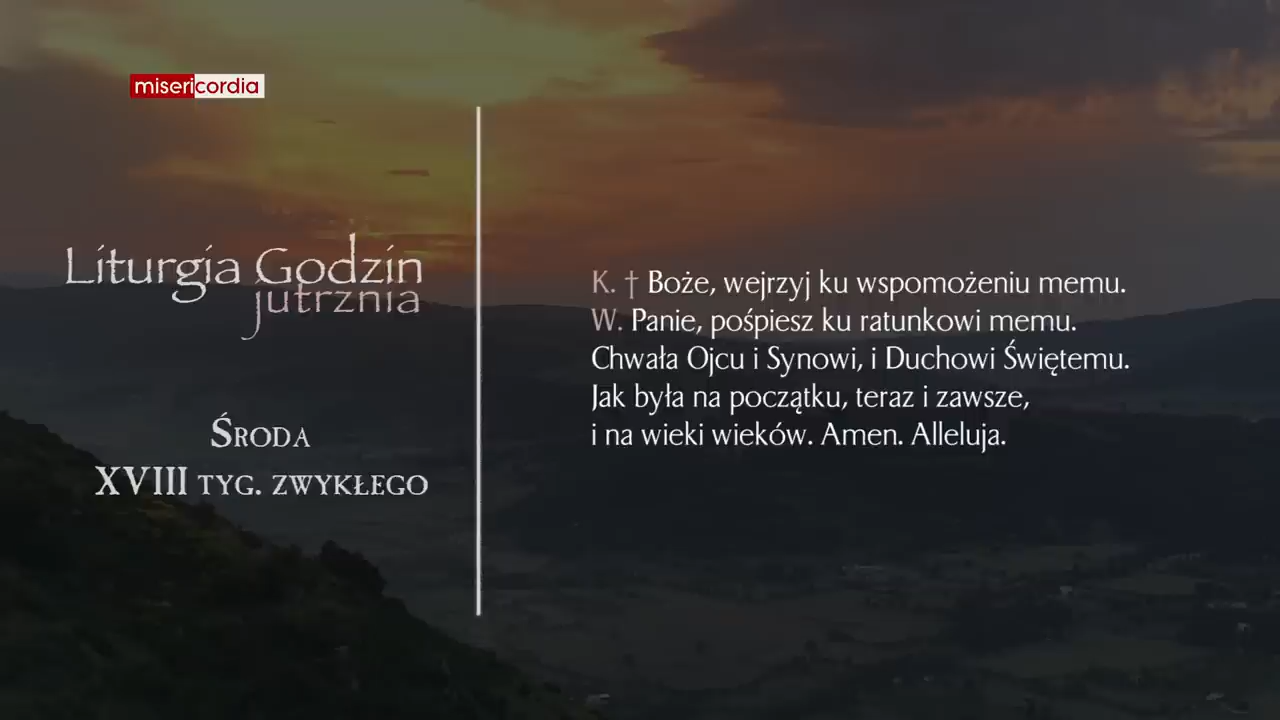 misericordia
Liturgia Godzin
jutrznia
Środa
XVIII tyg. zwykłego
K. † Boże, wejrzyj ku wspomożeniu memu.
W. Panie, pośpiesz ku ratunkowi memu.
Chwała Ojcu i Synowi, i Duchowi Świętemu.
Jak była na początku, teraz i zawsze,
i na wieki wieków. Amen. Alleluja.